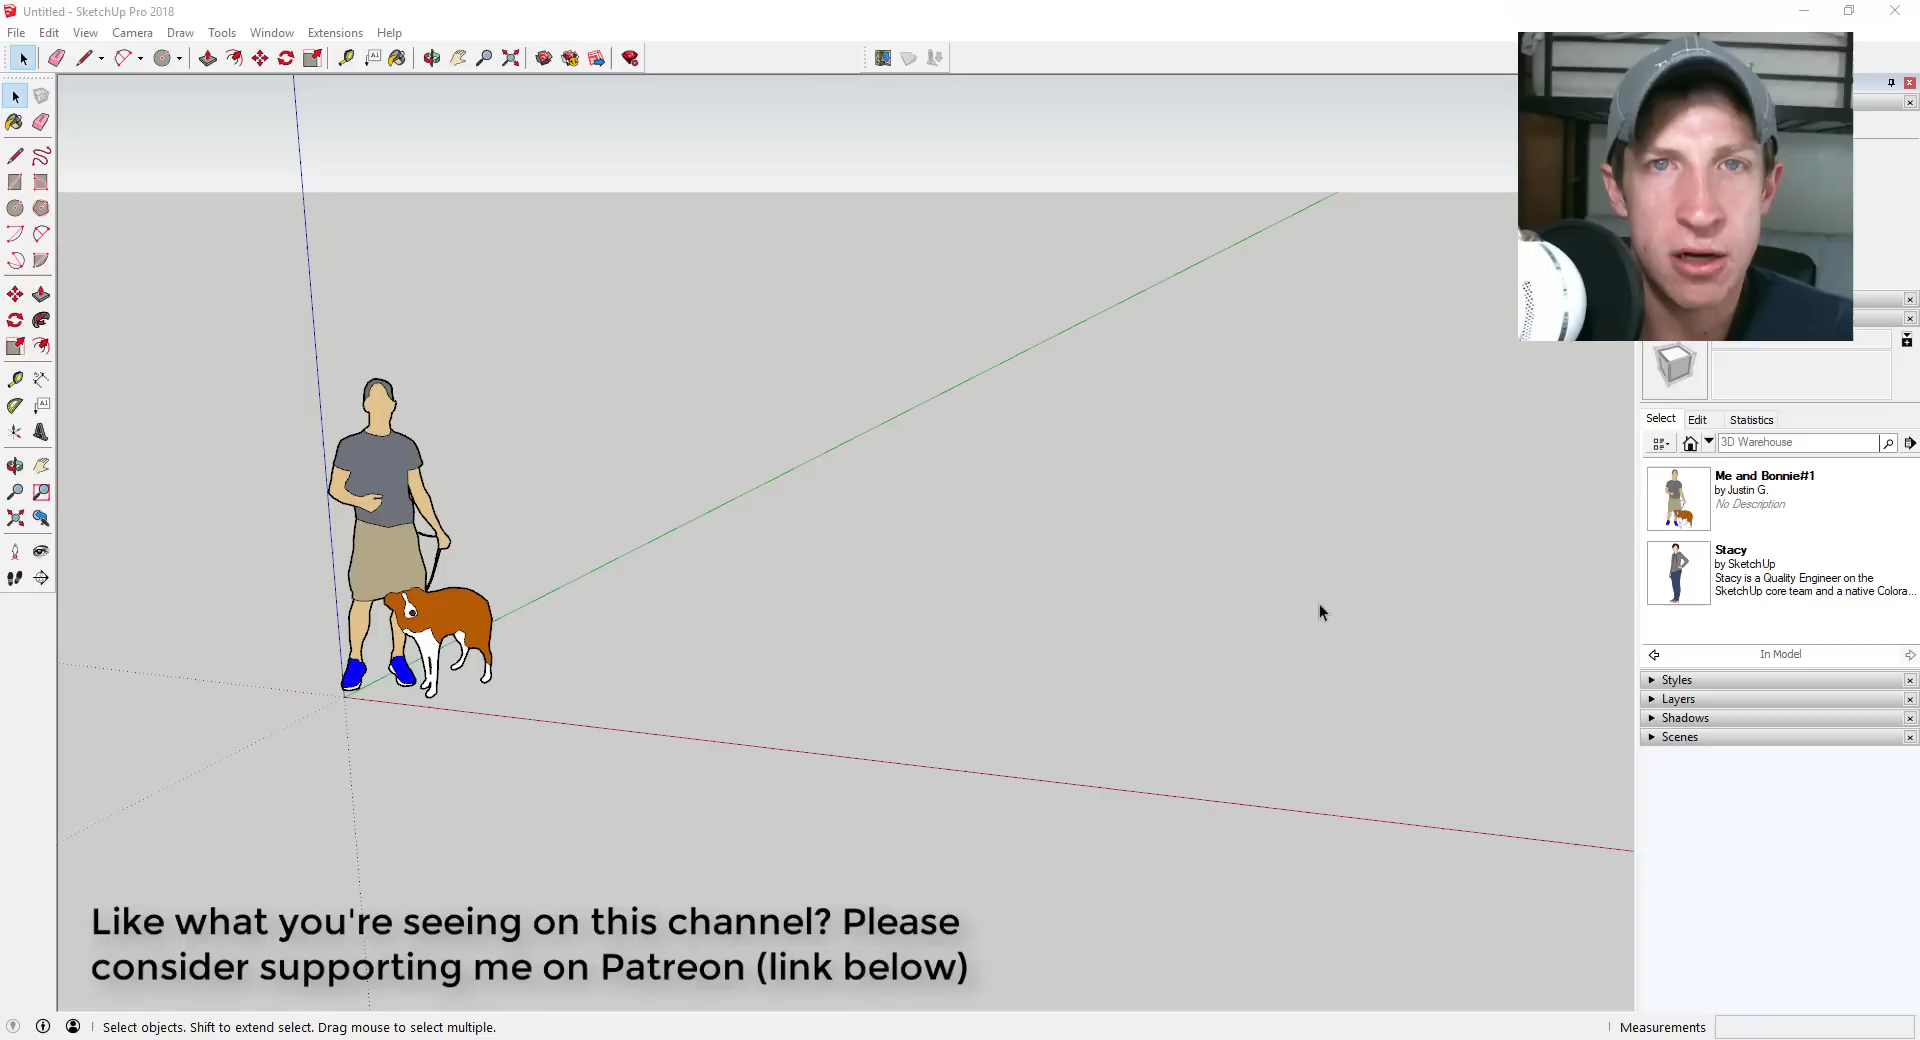 Untitled - SketchUp Pro 2018
File Edit View Camera Draw Tools Window Extensions Help
Select Edit Statistics
3D Warehouse
Me and Bonnie#1
by Justin G.
No Description
Stacy
by SketchUp
Stacy is a Quality Engineer on the
SketchUp core team and a native Colora...
In Model
Styles
Layers
Shadows
Scenes
Like what you're seeing on this channel? Please
consider supporting me on Patreon (link below)
Select objects. Shift to extend select. Drag mouse to select multiple.
Measurements